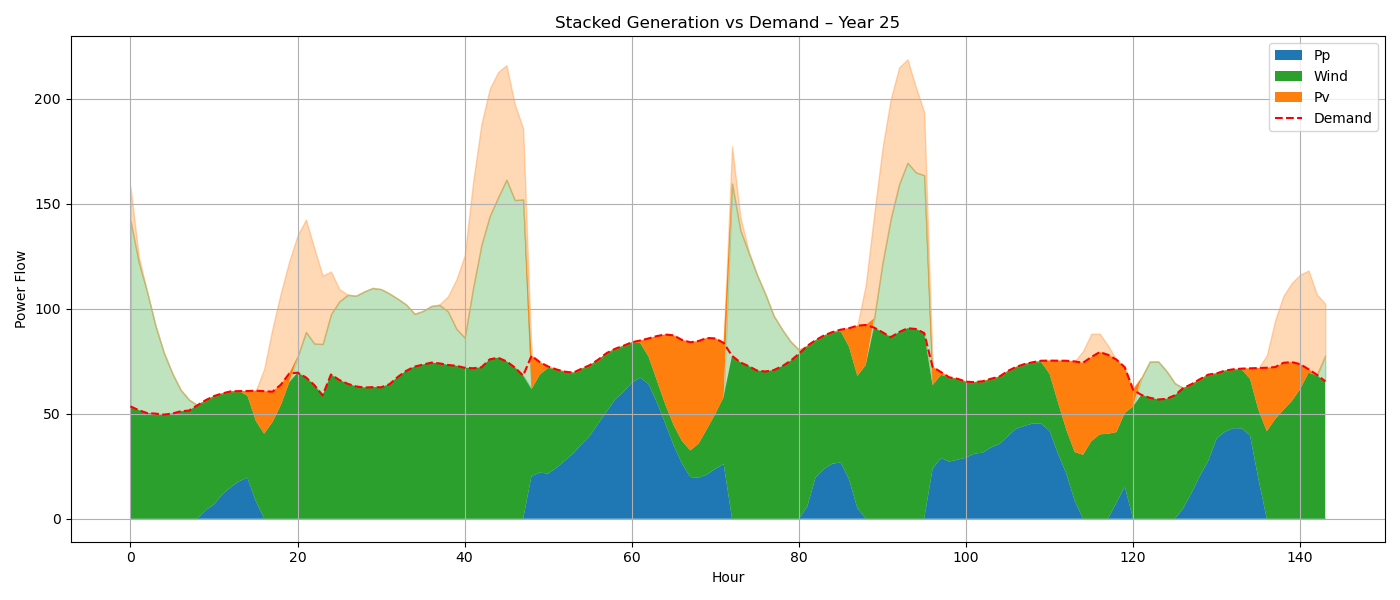 Stacked Generation vs Demand – Year 25
Pp
Wind
Pv
Demand
Power Flow
200
150
100
50
0
0 20 40 60 80 100 120 140
Hour